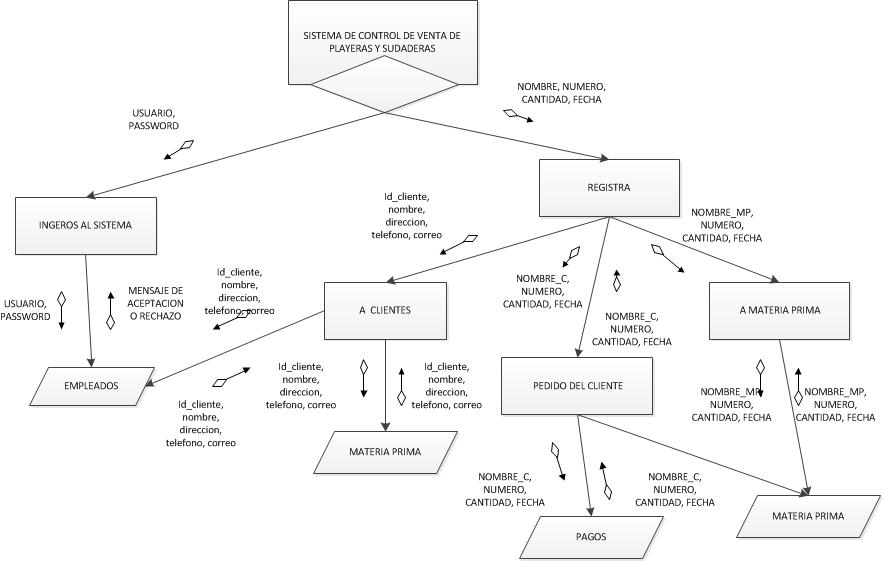 SISTEMA DE CONTROL DE VENTA DE
PLAYERAS Y SUDADERAS
NOMBRE, NUMERO,
CANTIDAD, FECHA
USUARIO,
PASSWORD
REGISTRA
INGEROS AL SISTEMA
Id_cliente,
nombre,
direccion,
telefono, correo
NOMBRE_MP,
NUMERO,
CANTIDAD, FECHA
USUARIO,
PASSWORD
MENSAJE DE
ACEPTACION
O RECHAZO
Id_cliente,
nombre,
direccion,
telefono, correo
A CLIENTES
NOMBRE_C,
NUMERO,
CANTIDAD, FECHA
NOMBRE_C,
NUMERO,
CANTIDAD, FECHA
A MATERIA PRIMA
EMPLEADOS
Id_cliente,
nombre,
direccion,
telefono, correo
Id_cliente,
nombre,
direccion,
telefono, correo
Id_cliente,
nombre,
direccion,
telefono, correo
PEDIDO DEL CLIENTE
NOMBRE_MP,
NUMERO,
CANTIDAD, FECHA
NOMBRE_MP,
NUMERO,
CANTIDAD, FECHA
MATERIA PRIMA
NOMBRE_C,
NUMERO,
CANTIDAD, FECHA
NOMBRE_C,
NUMERO,
CANTIDAD, FECHA
PAGOS
MATERIA PRIMA